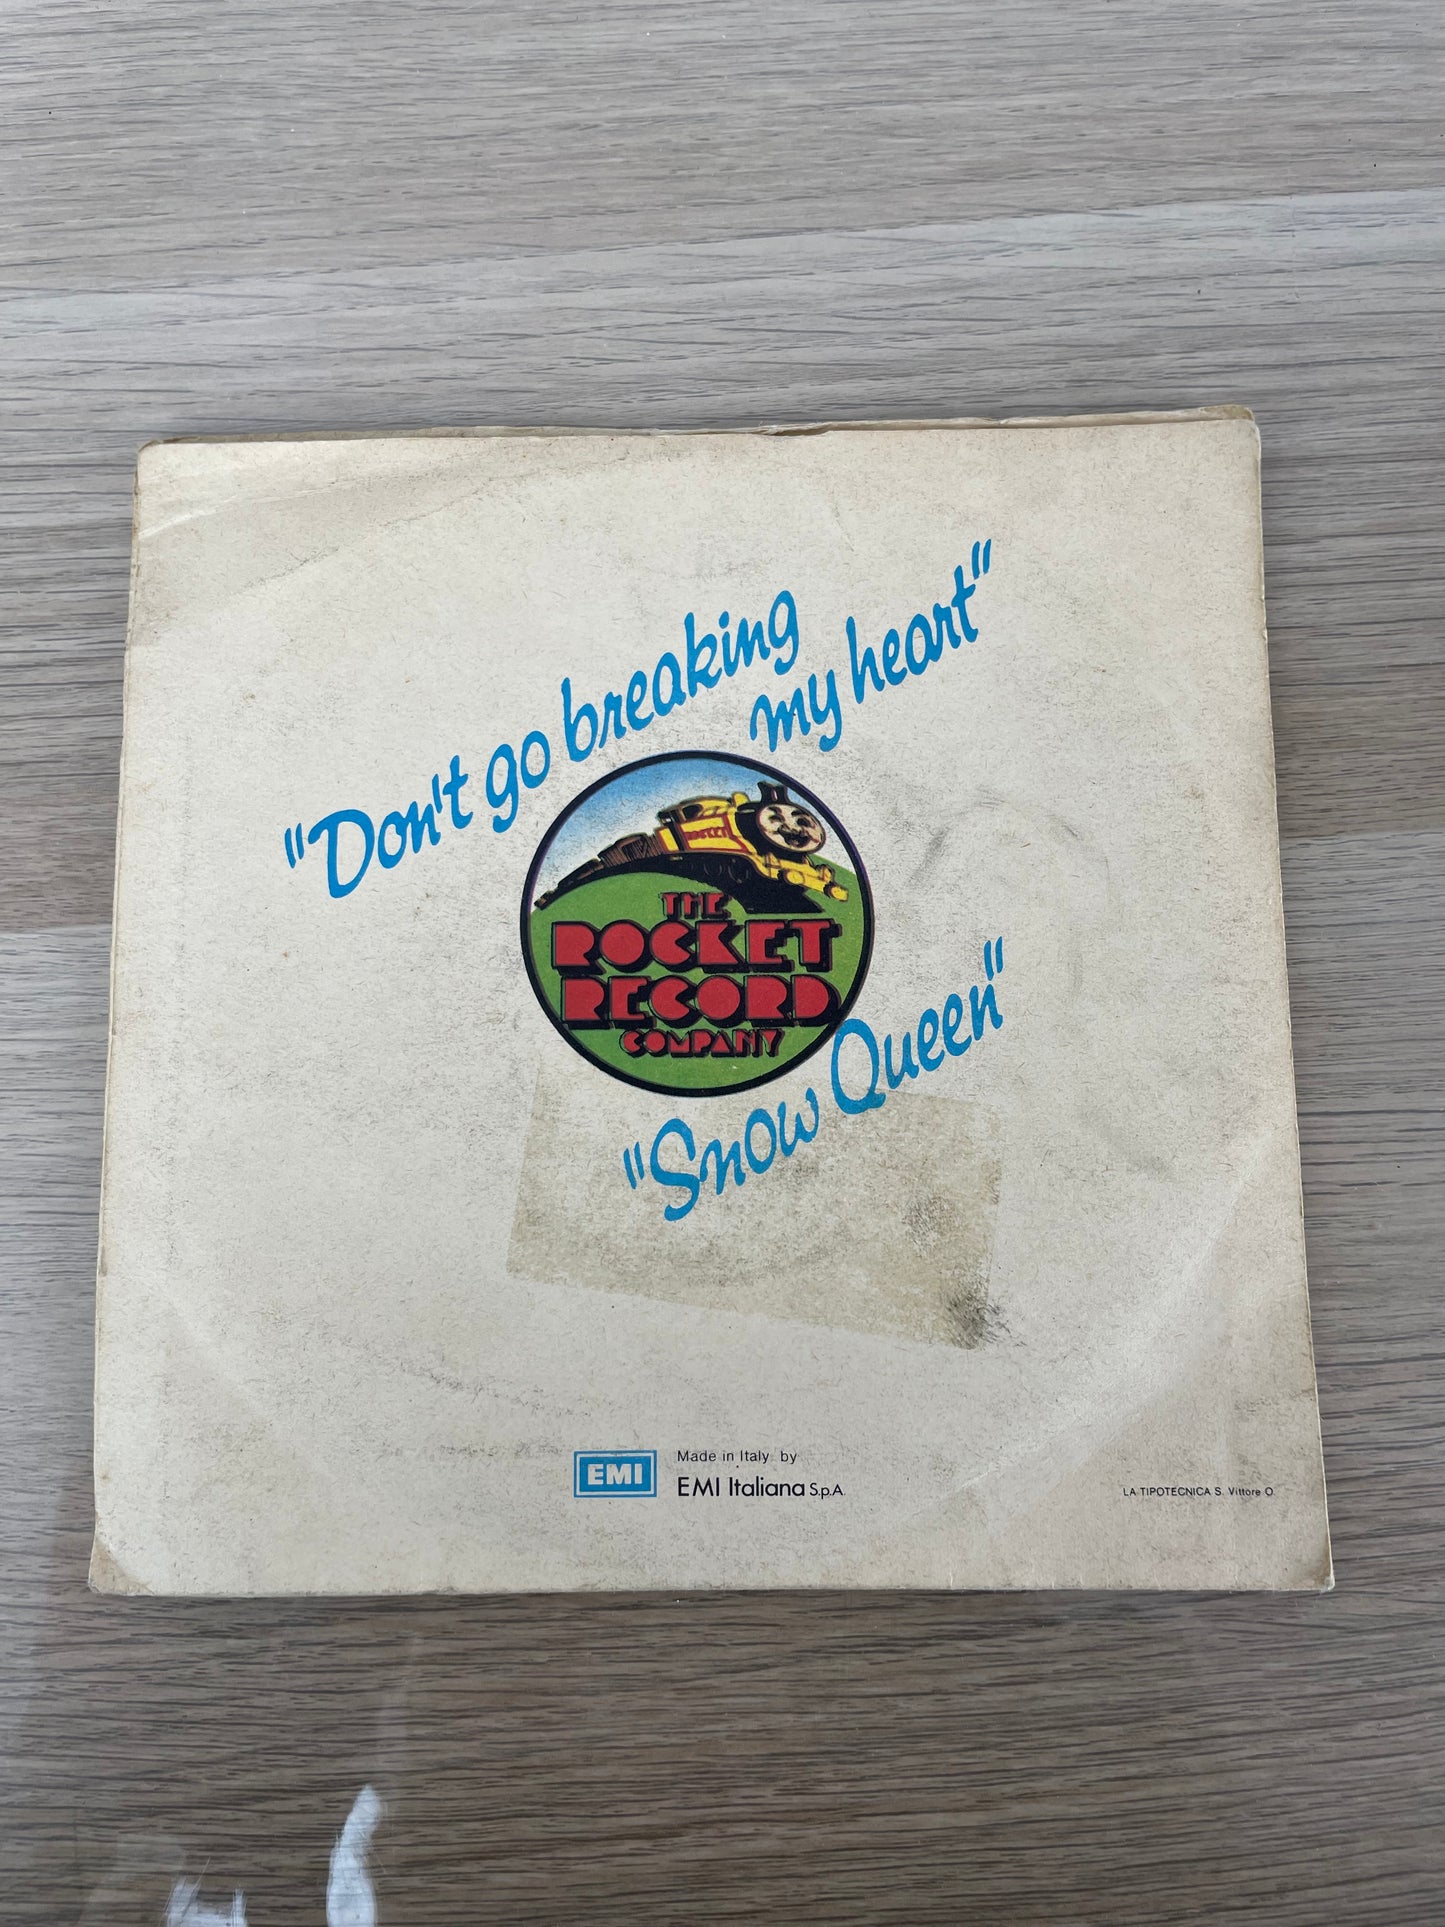 "Don't go breaking
my heart"
ROCKET
THE
ROCKET
RECORD
COMPANY
"Snow Queen"
EMI
Made in Italy by
EMI Italiana S.p.A.
LA TIPOTECNICA S. Vittore O.